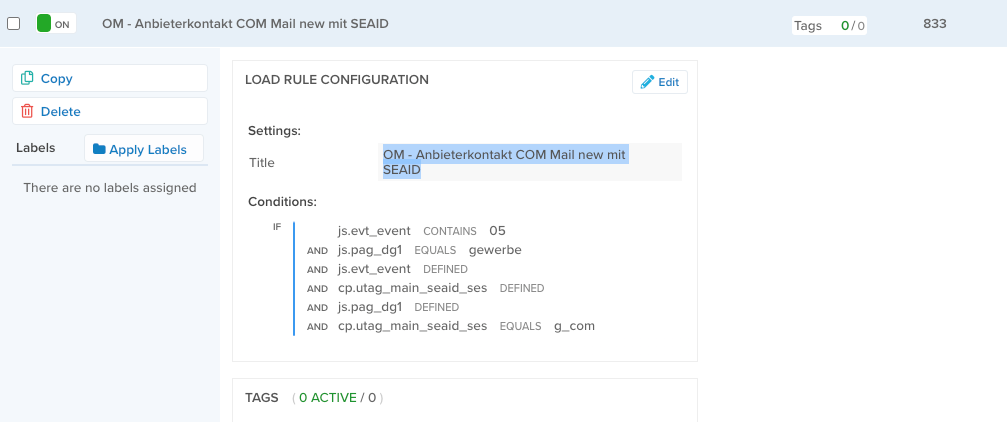 ON OM - Anbieterkontakt COM Mail new mit SEAID Tags 0 / 0 833
Copy
Delete
Labels Apply Labels
There are no labels assigned
LOAD RULE CONFIGURATION Edit
Settings:
Title OM - Anbieterkontakt COM Mail new mit
SEAID
Conditions:
IF js.evt_event CONTAINS 05
AND js.pag_dg1 EQUALS gewerbe
AND js.evt_event DEFINED
AND cp.utag_main_seaid_ses DEFINED
AND js.pag_dg1 DEFINED
AND cp.utag_main_seaid_ses EQUALS g_com
TAGS ( 0 ACTIVE / 0 )